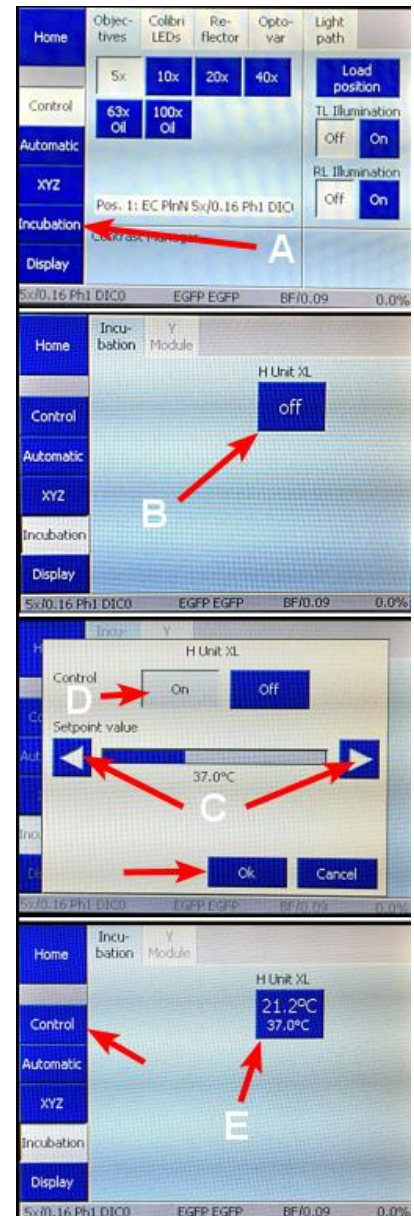 Home
Objec-
tives
Colibri
LEDs
Re-
flector
Opto-
var
Light
path
5x
10x
20x
40x
Load
position
Control
63x
Oil
100x
Oil
TL Illumination
Off
On
Automatic
RL Illumination
Off
On
XYZ
Pos. 1: EC PlnN 5x/0.16 Ph1 DIC
Incubation
Contrast Manager
A
Display
5x/0.16 Ph1 DIC0
EGFP EGFP
BF/0.09
0.0%
Home
Incu-
bation
Y
Module
H Unit XL
off
Control
Automatic
XYZ
B
Incubation
Display
5x/0.16 Ph1 DIC0
EGFP EGFP
BF/0.09
0.0%
Incu-
Y
H Unit XL
Control
D
On
Off
Setpoint value
37.0°C
C
Ok
Cancel
5x/0.16 Ph1 DIC0
EGFP EGFP
BF/0.09
0.0%
Home
Incu-
bation
Y
Module
H Unit XL
21.2°C
37.0°C
Control
Automatic
XYZ
E
Incubation
Display
5x/0.16 Ph1 DIC0
EGFP EGFP
BF/0.09
0.0%